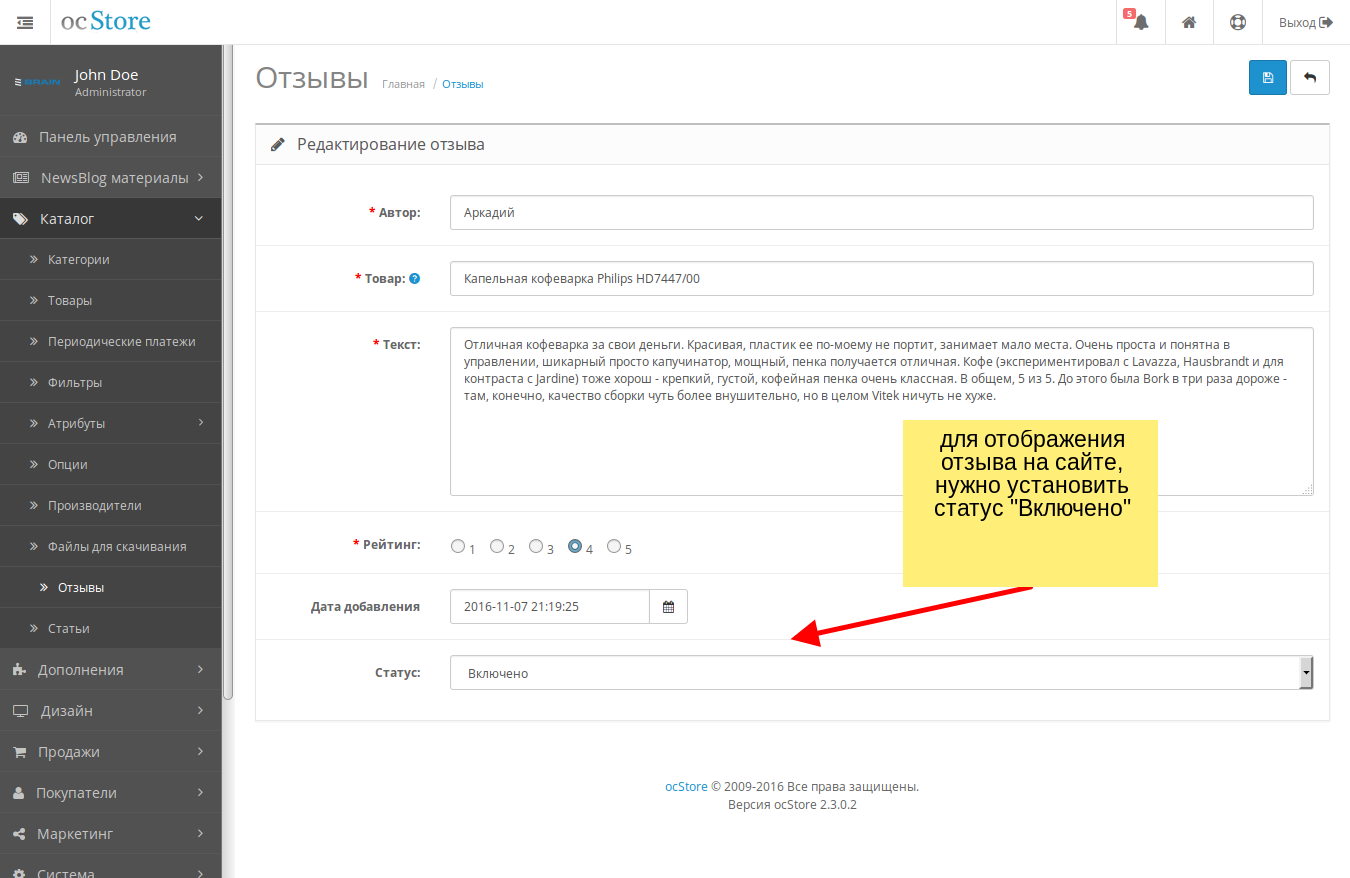 ocStore
5
Выход
BRAIN
John Doe
Administrator
Панель управления
NewsBlog материалы
Каталог
Категории
Товары
Периодические платежи
Фильтры
Атрибуты
Опции
Производители
Файлы для скачивания
Отзывы
Статьи
Дополнения
Дизайн
Продажи
Покупатели
Маркетинг
Система
Отзывы
Главная / Отзывы
Редактирование отзыва
* Автор:
Аркадий
* Товар: ?
Капельная кофеварка Philips HD7447/00
* Текст:
Отличная кофеварка за свои деньги. Красивая, пластик ее по-моему не портит, занимает мало места. Очень проста и понятна в
управлении, шикарный просто капучинатор, мощный, пенка получается отличная. Кофе (экспериментировал с Lavazza, Hausbrandt и для
контраста с Jardine) тоже хорош - крепкий, густой, кофейная пенка очень классная. В общем, 5 из 5. До этого была Bork в три раза дороже -
там, конечно, качество сборки чуть более внушительно, но в целом Vitek ничуть не хуже.
для отображения
отзыва на сайте,
нужно установить
статус "Включено"
* Рейтинг:
1 2 3 4 5
Дата добавления
2016-11-07 21:19:25
Статус:
Включено
ocStore © 2009-2016 Все права защищены.
Версия ocStore 2.3.0.2